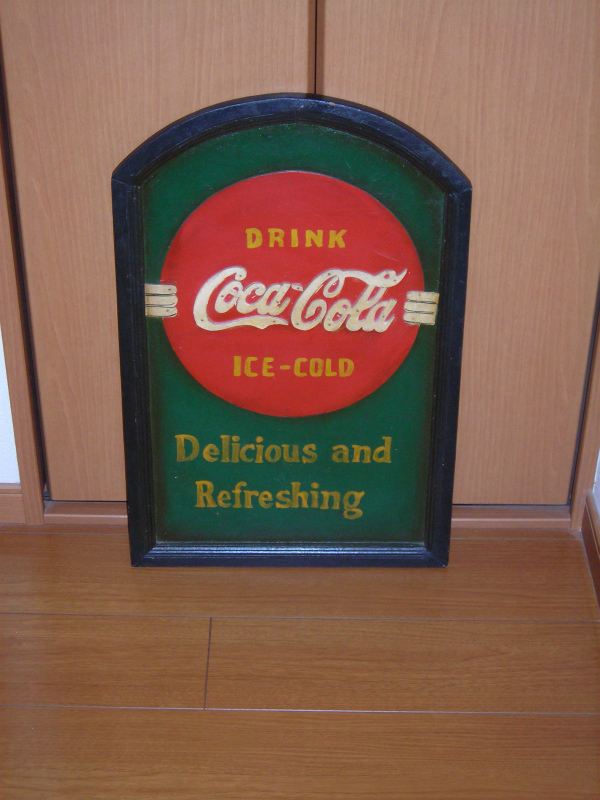 DRINK
Coca-Cola
ICE-COLD
Delicious and
Refreshing